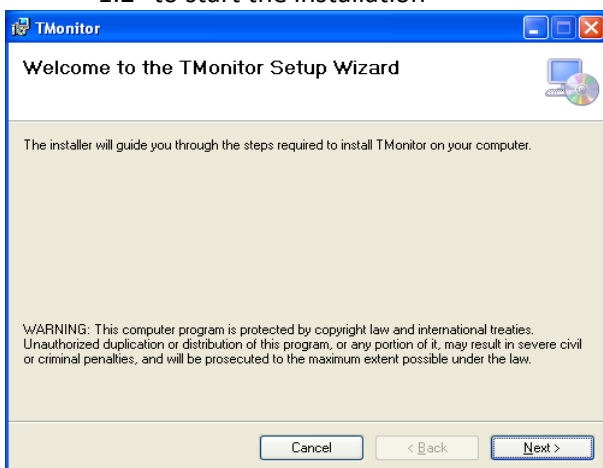 to start the installation
TMonitor
Welcome to the TMonitor Setup Wizard
The installer will guide you through the steps required to install TMonitor on your computer.
WARNING: This computer program is protected by copyright law and international treaties.
Unauthorized duplication or distribution of this program, or any portion of it, may result in severe civil
or criminal penalties, and will be prosecuted to the maximum extent possible under the law.
Cancel
< Back
Next >